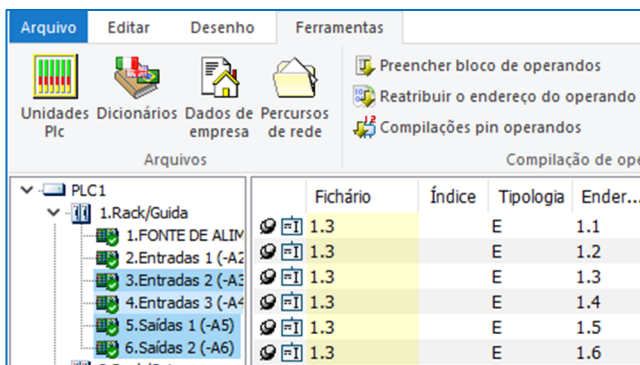 Arquivo Editar Desenho Ferramentas
Unidades Plc
Dicionários
Dados de empresa
Percursos de rede
Arquivos
Preencher bloco de operandos
Reatribuir o endereço do operando
Compilações pin operandos
Compilação de ope
PLC1
1.Rack/Guida
1.FONTE DE ALIM
2.Entradas 1 (-A2
3.Entradas 2 (-A3
4.Entradas 3 (-A4
5.Saídas 1 (-A5)
6.Saídas 2 (-A6)
Fichário Índice Tipologia Ender...
1.3 E 1.1
1.3 E 1.2
1.3 E 1.3
1.3 E 1.4
1.3 E 1.5
1.3 E 1.6